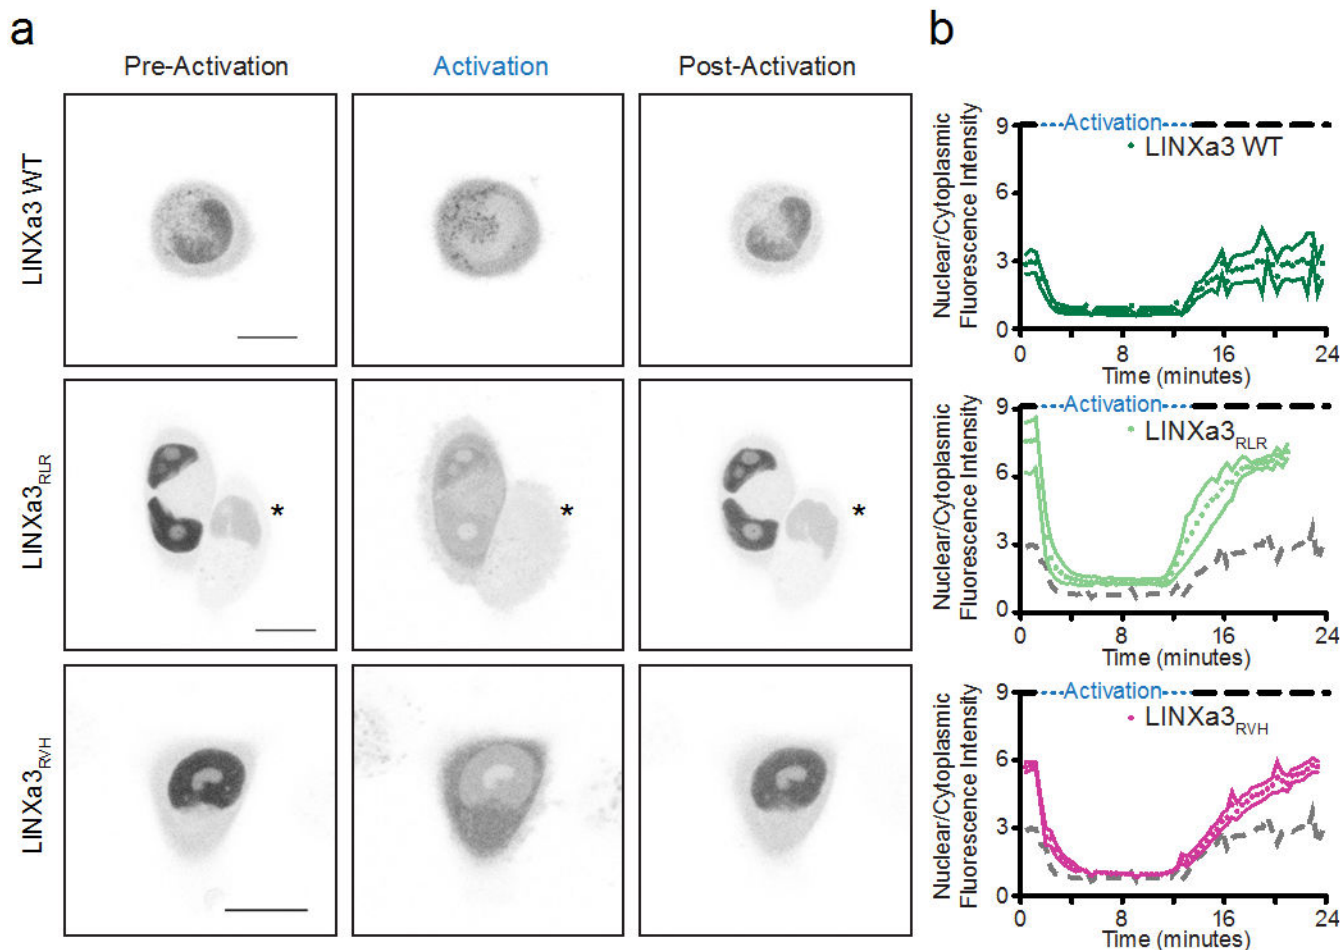 a
Pre-Activation
Activation
Post-Activation
LINXa3 WT
LINXa3RLR
*
*
*
LINXa3RVH
b
Nuclear/Cytoplasmic
Fluorescence Intensity
9
6
3
0
Activation
LINXa3 WT
0 8 16 24
Time (minutes)
Nuclear/Cytoplasmic
Fluorescence Intensity
9
6
3
0
Activation
LINXa3RLR
0 8 16 24
Time (minutes)
Nuclear/Cytoplasmic
Fluorescence Intensity
9
6
3
0
Activation
LINXa3RVH
0 8 16 24
Time (minutes)